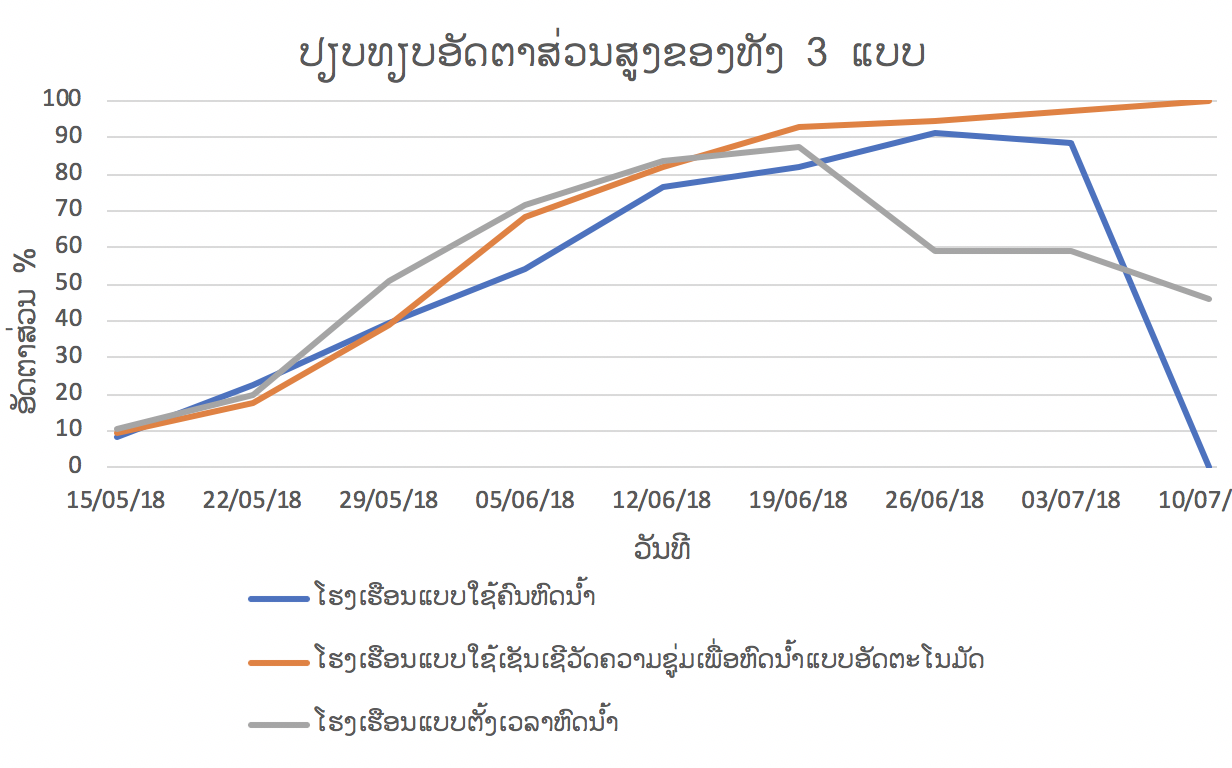 ປຽບທຽບອັດຕາສ່ວນສູງຂອງທັງ 3 ແບບ
100
90
80
70
60
50
40
30
20
10
0
ອັດຕາສ່ວນ %
15/05/18 22/05/18 29/05/18 05/06/18 12/06/18 19/06/18 26/06/18 03/07/18 10/07/
ວັນທີ
ໂຮງເຮືອນແບບໃຊ້ຄົນຫົດນ້ຳ
ໂຮງເຮືອນແບບໃຊ້ເຊັນເຊີວັດຄວາມຊຸ່ມເພື່ອຫົດນ້ຳແບບອັດຕະໂນມັດ
ໂຮງເຮືອນແບບຕັ້ງເວລາຫົດນ້ຳ